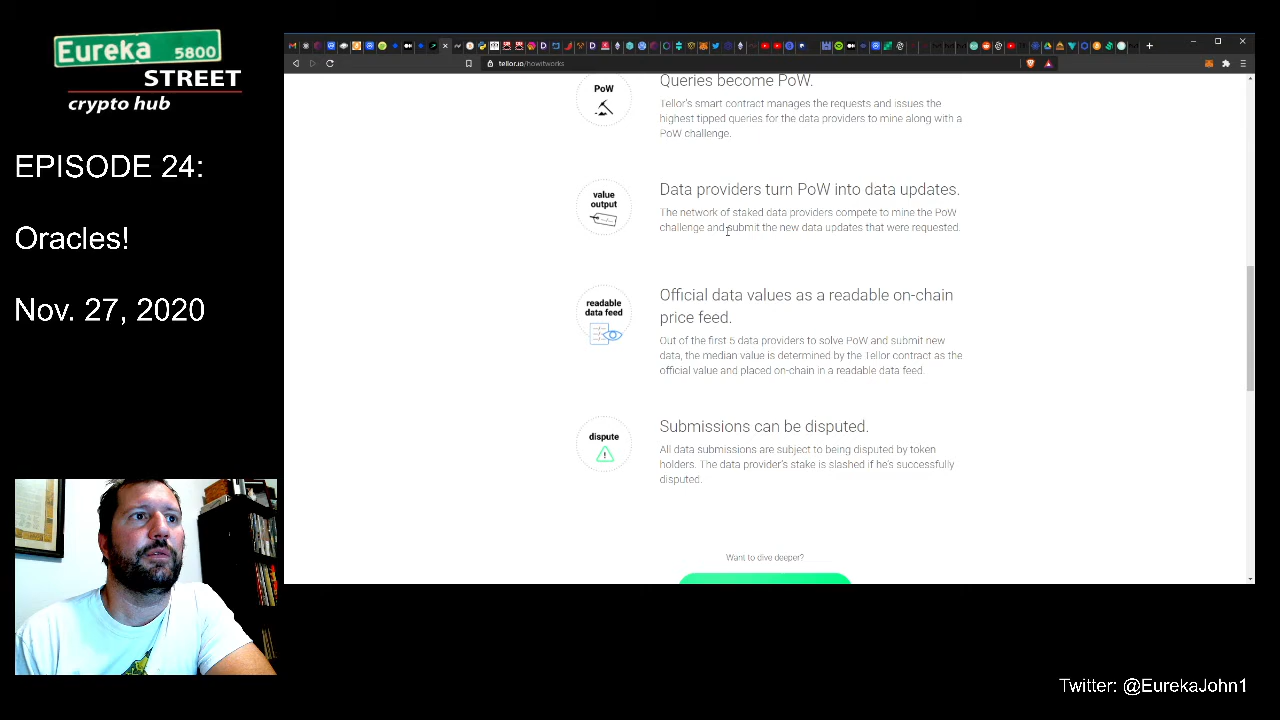 Eureka 5800
STREET
crypto hub
EPISODE 24:
Oracles!
Nov. 27, 2020
tellor.io/howitworks
PoW
Queries become PoW.
Tellor's smart contract manages the requests and issues the
highest tipped queries for the data providers to mine along with a
PoW challenge.
value
output
Data providers turn PoW into data updates.
The network of staked data providers compete to mine the PoW
challenge and submit the new data updates that were requested.
readable
data feed
Official data values as a readable on-chain
price feed.
Out of the first 5 data providers to solve PoW and submit new
data, the median value is determined by the Tellor contract as the
official value and placed on-chain in a readable data feed.
dispute
Submissions can be disputed.
All data submissions are subject to being disputed by token
holders. The data provider's stake is slashed if he's successfully
disputed.
Want to dive deeper?
Twitter: @EurekaJohn1